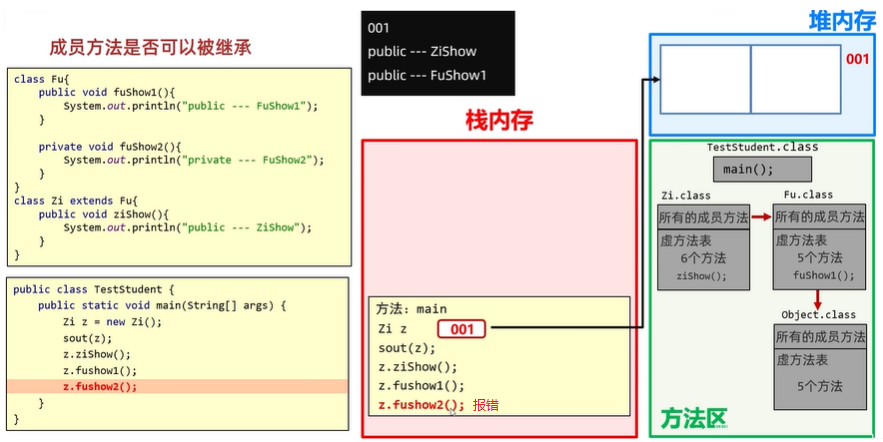 成员方法是否可以被继承
class Fu{
public void fuShow1(){
System.out.println("public --- FuShow1");
}
private void fuShow2(){
System.out.println("private --- FuShow2");
}
}
class Zi extends Fu{
public void ziShow(){
System.out.println("public --- ZiShow");
}
}
public class TestStudent {
public static void main(String[] args) {
Zi z = new Zi();
sout(z);
z.ziShow();
z.fushow1();
z.fushow2();
}
}
001
public --- ZiShow
public --- FuShow1
栈内存
方法：main
Zi z 001
sout(z);
z.ziShow();
z.fushow1();
z.fushow2(); 报错
堆内存
001
TestStudent.class
main();
Zi.class
所有的成员方法
虚方法表
6个方法
ziShow();
Fu.class
所有的成员方法
虚方法表
5个方法
fuShow1();
Object.class
所有的成员方法
虚方法表
5个方法
方法区